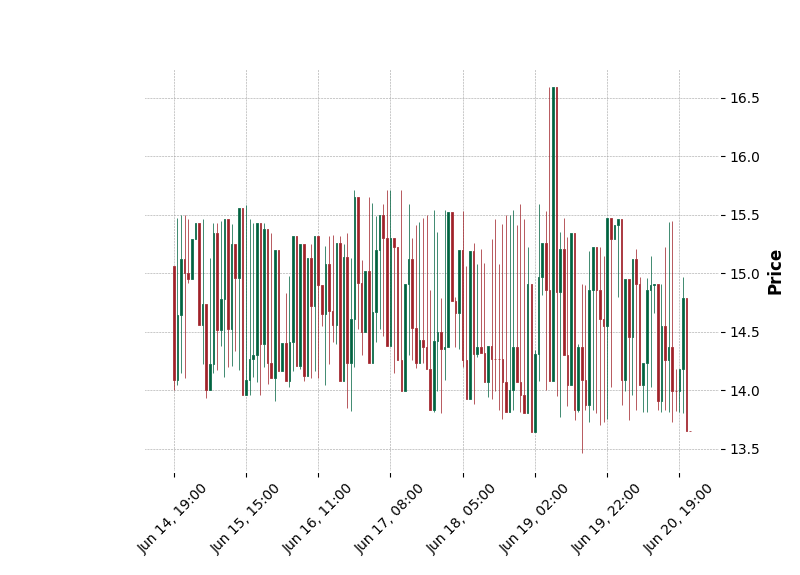 16.5
16.0
15.5
15.0
14.5
14.0
13.5
Price
Jun 14, 19:00
Jun 15, 15:00
Jun 16, 11:00
Jun 17, 08:00
Jun 18, 05:00
Jun 19, 02:00
Jun 19, 22:00
Jun 20, 19:00